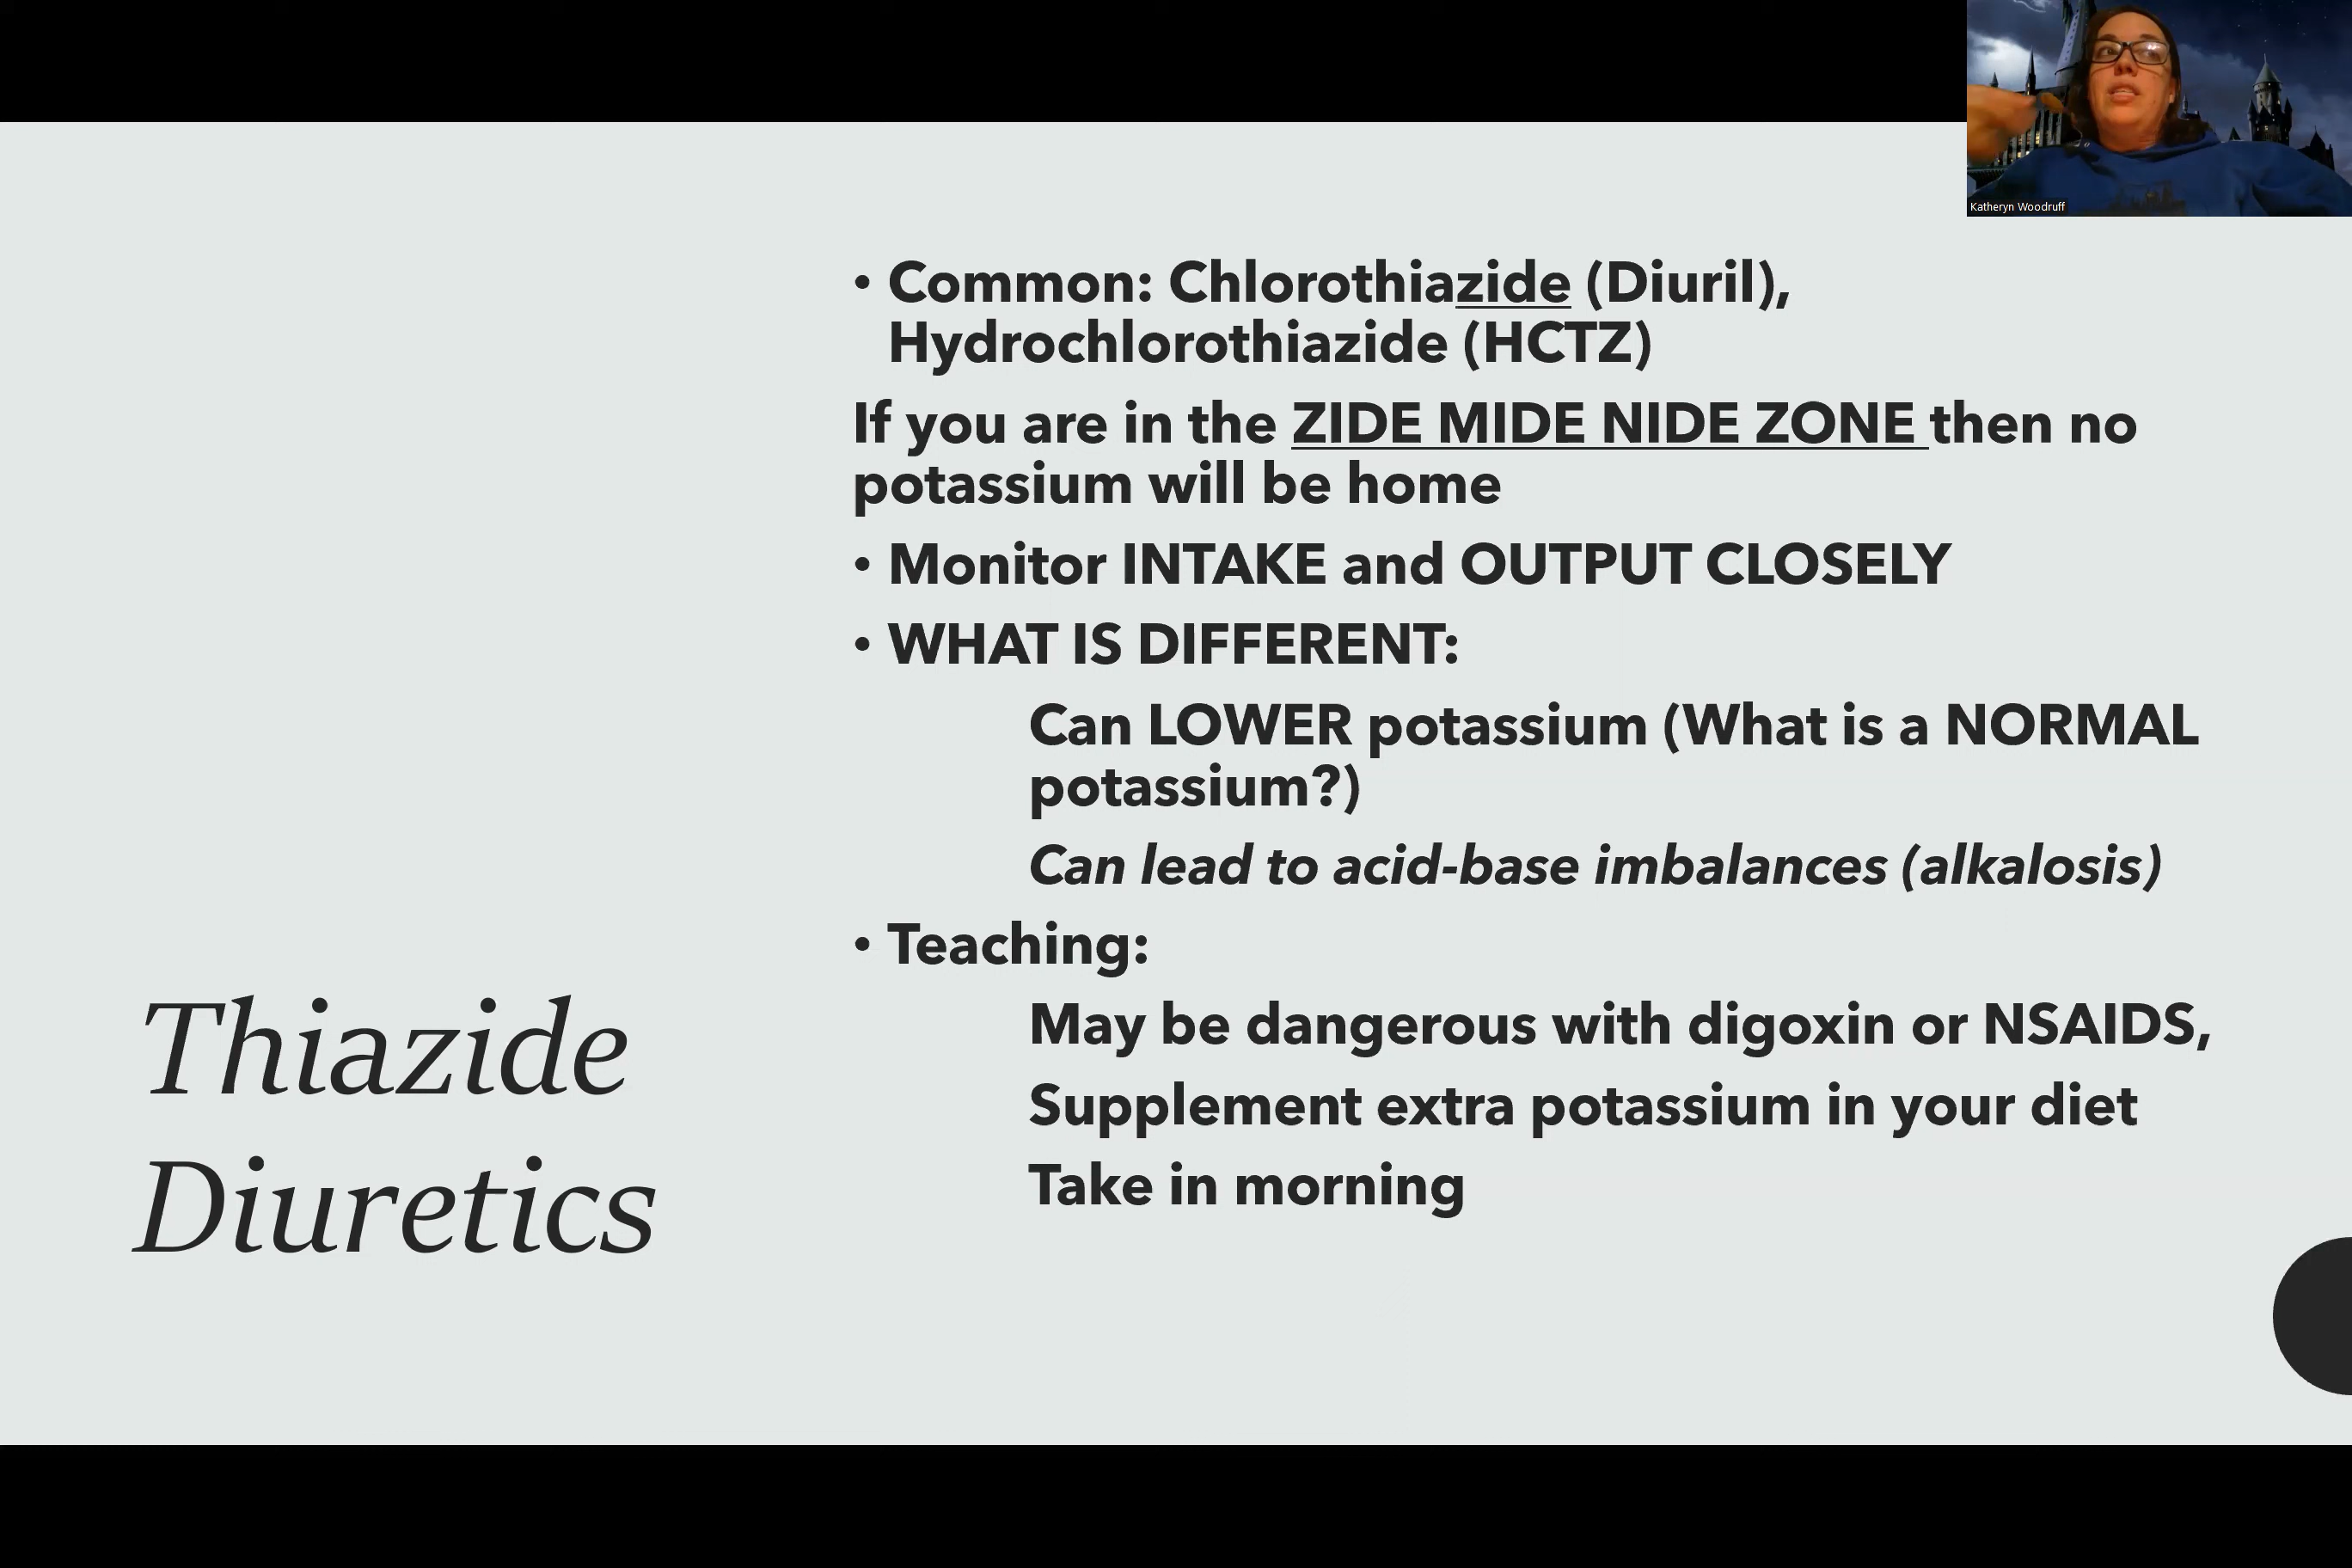 Katheryn Woodruff
Thiazide
Diuretics
• Common: Chlorothiazide (Diuril),
Hydrochlorothiazide (HCTZ)
If you are in the ZIDE MIDE NIDE ZONE then no
potassium will be home
• Monitor INTAKE and OUTPUT CLOSELY
• WHAT IS DIFFERENT:
Can LOWER potassium (What is a NORMAL
potassium?)
Can lead to acid-base imbalances (alkalosis)
• Teaching:
May be dangerous with digoxin or NSAIDS,
Supplement extra potassium in your diet
Take in morning